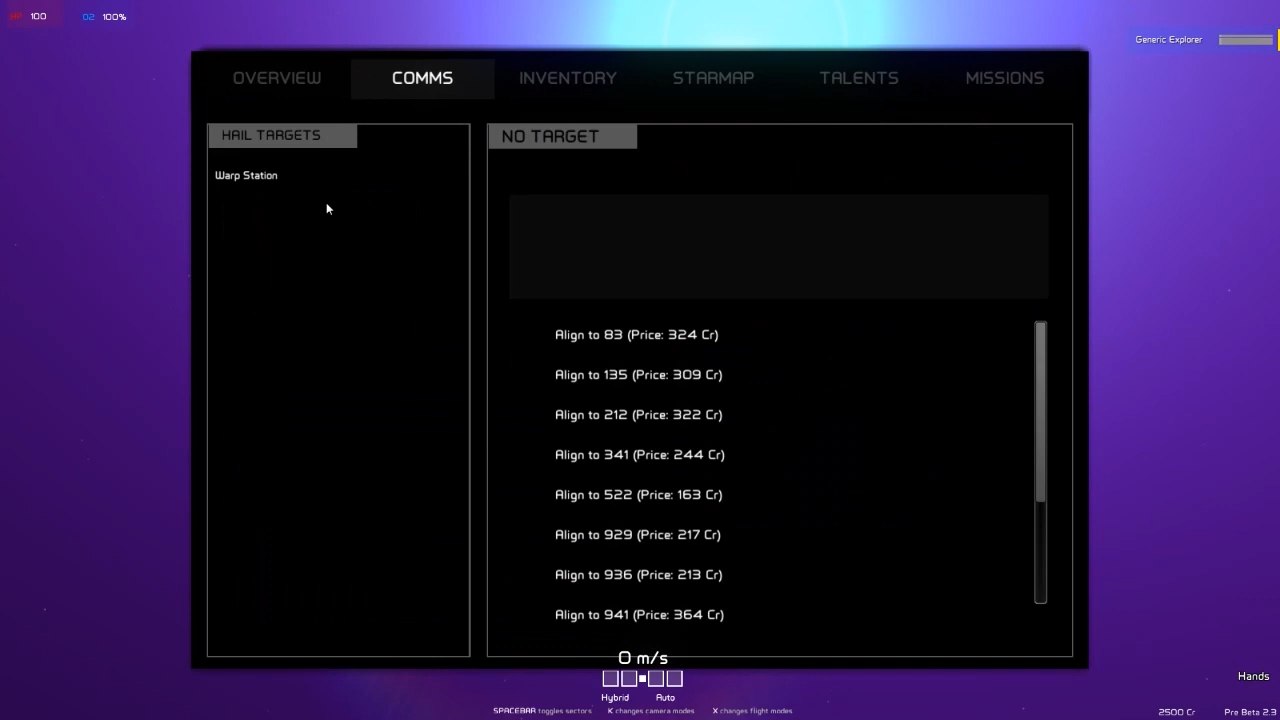 HP 100
O2 100%
Generic Explorer
OVERVIEW
COMMS
INVENTORY
STARMAP
TALENTS
MISSIONS
HAIL TARGETS
Warp Station
NO TARGET
Align to 83 (Price: 324 Cr)
Align to 135 (Price: 309 Cr)
Align to 212 (Price: 322 Cr)
Align to 341 (Price: 244 Cr)
Align to 522 (Price: 163 Cr)
Align to 929 (Price: 217 Cr)
Align to 936 (Price: 213 Cr)
Align to 941 (Price: 364 Cr)
0 m/s
Hybrid
Auto
SPACEBAR toggles sectors
K changes camera modes
X changes flight modes
Hands
2500 Cr
Pre Beta 2.3